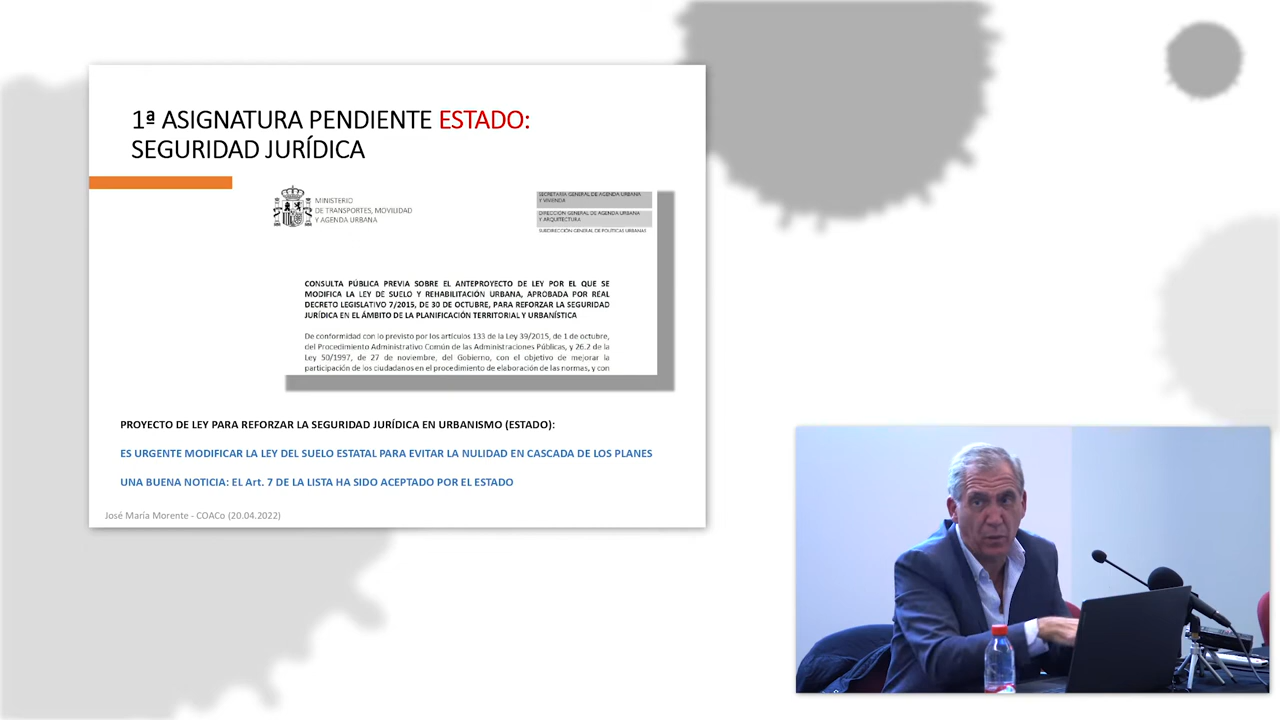 1ª ASIGNATURA PENDIENTE ESTADO:
SEGURIDAD JURÍDICA
MINISTERIO
DE TRANSPORTES, MOVILIDAD
Y AGENDA URBANA
SECRETARÍA GENERAL DE AGENDA URBANA
Y VIVIENDA
DIRECCIÓN GENERAL DE AGENDA URBANA
Y ARQUITECTURA
SUBDIRECCIÓN GENERAL DE POLÍTICAS URBANAS
CONSULTA PÚBLICA PREVIA SOBRE EL ANTEPROYECTO DE LEY POR EL QUE SE
MODIFICA LA LEY DE SUELO Y REHABILITACIÓN URBANA, APROBADA POR REAL
DECRETO LEGISLATIVO 7/2015, DE 30 DE OCTUBRE, PARA REFORZAR LA SEGURIDAD
JURÍDICA EN EL ÁMBITO DE LA PLANIFICACIÓN TERRITORIAL Y URBANÍSTICA
De conformidad con lo previsto por los artículos 133 de la Ley 39/2015, de 1 de octubre,
del Procedimiento Administrativo Común de las Administraciones Públicas, y 26.2 de la
Ley 50/1997, de 27 de noviembre, del Gobierno, con el objetivo de mejorar la
participación de los ciudadanos en el procedimiento de elaboración de las normas, y con
PROYECTO DE LEY PARA REFORZAR LA SEGURIDAD JURÍDICA EN URBANISMO (ESTADO):
ES URGENTE MODIFICAR LA LEY DEL SUELO ESTATAL PARA EVITAR LA NULIDAD EN CASCADA DE LOS PLANES
UNA BUENA NOTICIA: EL Art. 7 DE LA LISTA HA SIDO ACEPTADO POR EL ESTADO
José María Morente - COACo (20.04.2022)